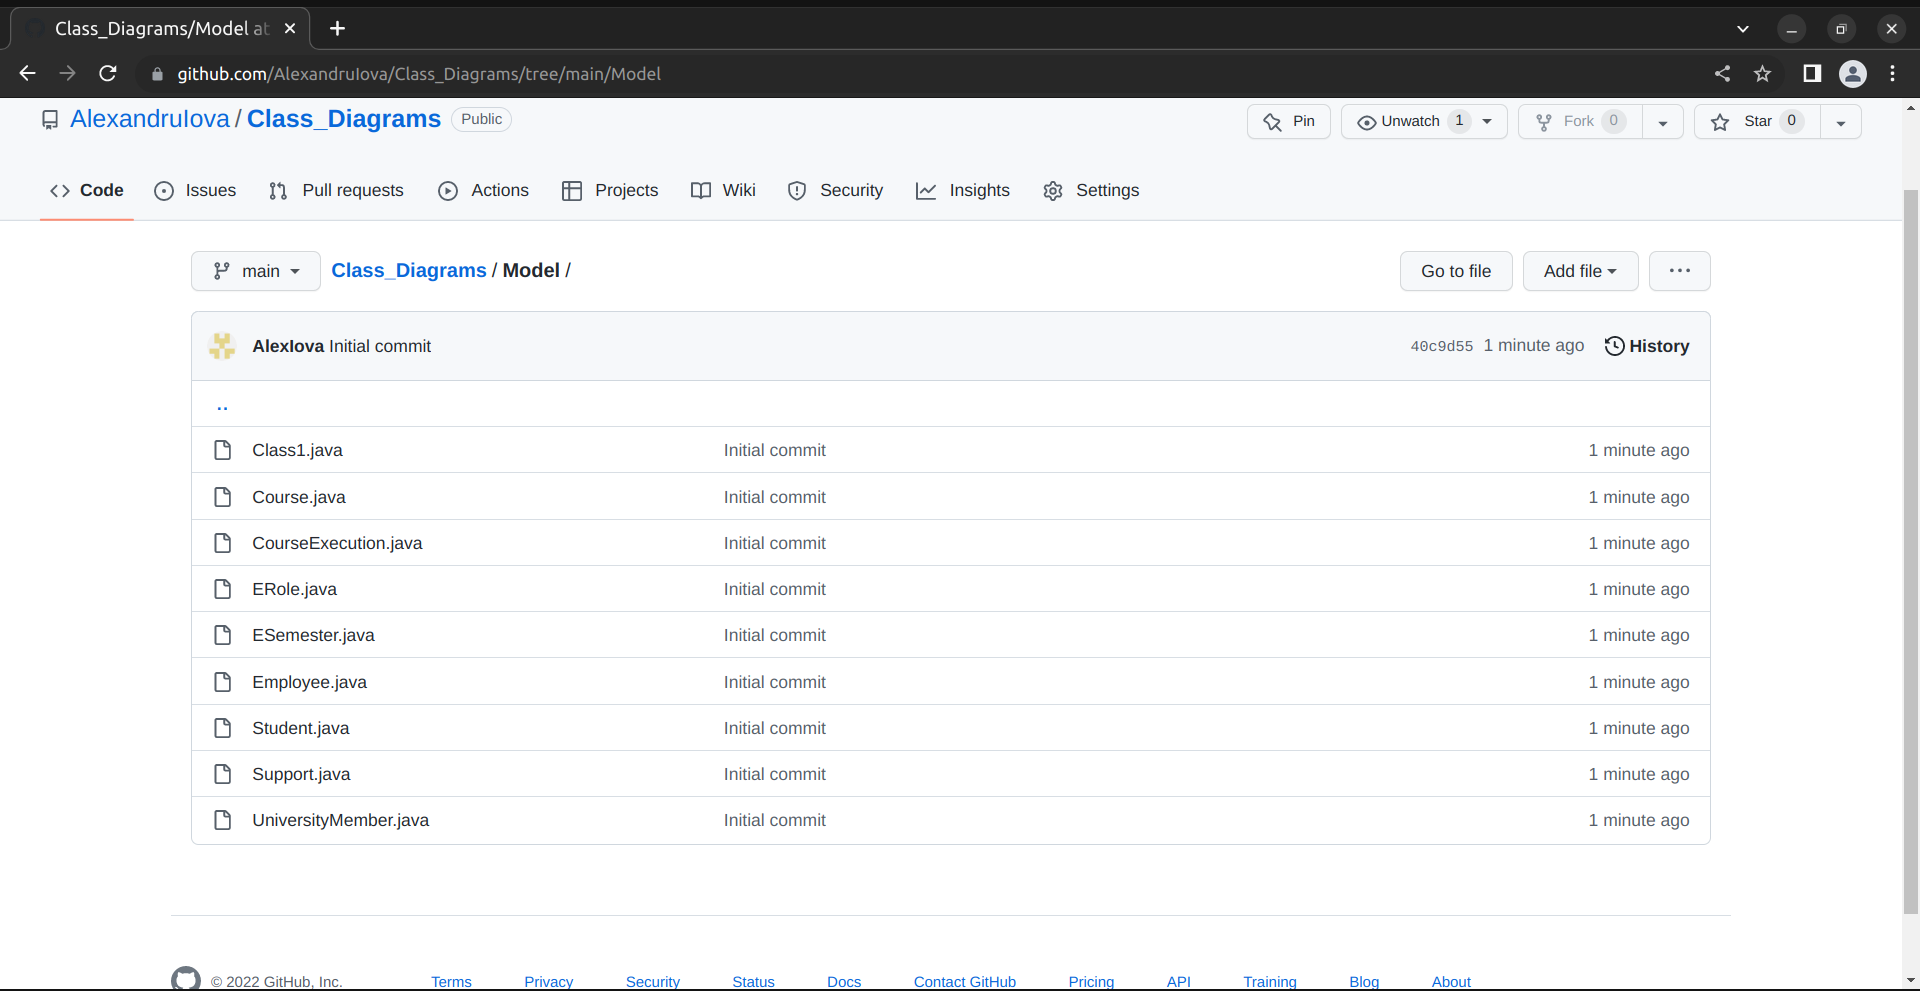 Class_Diagrams/Model at
github.com/AlexandruIova/Class_Diagrams/tree/main/Model
AlexandruIova / Class_Diagrams Public
Pin Unwatch 1 Fork 0 Star 0
Code Issues Pull requests Actions Projects Wiki Security Insights Settings
main Class_Diagrams / Model /
Go to file Add file ...
AlexIova Initial commit 40c9d55 1 minute ago History
..
Class1.java Initial commit 1 minute ago
Course.java Initial commit 1 minute ago
CourseExecution.java Initial commit 1 minute ago
ERole.java Initial commit 1 minute ago
ESemester.java Initial commit 1 minute ago
Employee.java Initial commit 1 minute ago
Student.java Initial commit 1 minute ago
Support.java Initial commit 1 minute ago
UniversityMember.java Initial commit 1 minute ago
© 2022 GitHub, Inc. Terms Privacy Security Status Docs Contact GitHub Pricing API Training Blog About